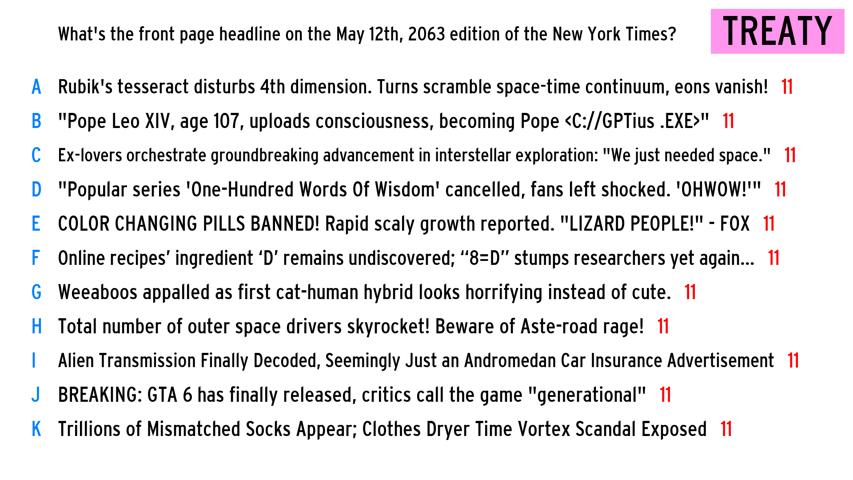 What's the front page headline on the May 12th, 2063 edition of the New York Times?
TREATY
A Rubik's tesseract disturbs 4th dimension. Turns scramble space-time continuum, eons vanish! 11
B "Pope Leo XIV, age 107, uploads consciousness, becoming Pope <C://GPTius .EXE>" 11
C Ex-lovers orchestrate groundbreaking advancement in interstellar exploration: "We just needed space." 11
D "Popular series 'One-Hundred Words Of Wisdom' cancelled, fans left shocked. 'OHWOW!'" 11
E COLOR CHANGING PILLS BANNED! Rapid scaly growth reported. "LIZARD PEOPLE!" - FOX 11
F Online recipes’ ingredient ‘D’ remains undiscovered; “8=D” stumps researchers yet again... 11
G Weeaboos appalled as first cat-human hybrid looks horrifying instead of cute. 11
H Total number of outer space drivers skyrocket! Beware of Aste-road rage! 11
I Alien Transmission Finally Decoded, Seemingly Just an Andromedan Car Insurance Advertisement 11
J BREAKING: GTA 6 has finally released, critics call the game "generational" 11
K Trillions of Mismatched Socks Appear; Clothes Dryer Time Vortex Scandal Exposed 11